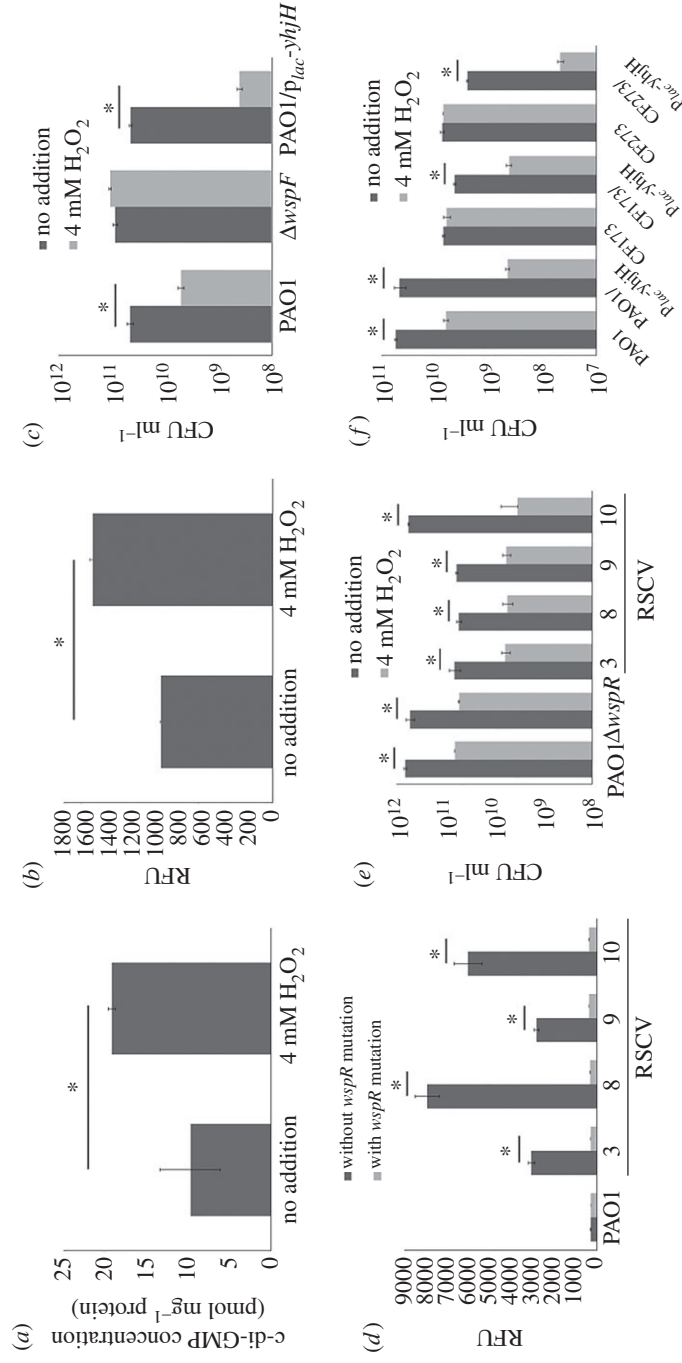 (a)
c-di-GMP concentration
(pmol mg⁻¹ protein)
25
20
15
10
5
0
*
no addition
4 mM H₂O₂
(b)
RFU
1800
1600
1400
1200
1000
800
600
400
200
0
*
no addition
4 mM H₂O₂
(c)
CFU ml⁻¹
10¹²
10¹¹
10¹⁰
10⁹
10⁸
no addition
4 mM H₂O₂
*
*
PAO1
ΔwspF
PAO1/p_lac-yhjH
(d)
RFU
9000
8000
7000
6000
5000
4000
3000
2000
1000
0
without wspR mutation
with wspR mutation
*
*
*
*
PAO1
3
8
9
10
RSCV
(e)
CFU ml⁻¹
10¹²
10¹¹
10¹⁰
10⁹
10⁸
no addition
4 mM H₂O₂
*
*
*
*
*
*
PAO1
ΔwspR
3
8
9
10
RSCV
(f)
CFU ml⁻¹
10¹¹
10¹⁰
10⁹
10⁸
10⁷
no addition
4 mM H₂O₂
*
*
*
*
PAO1
PAO1/
P_lac-yhjH
CF173
CF173/
P_lac-yhjH
CF273
CF273/
P_lac-yhjH